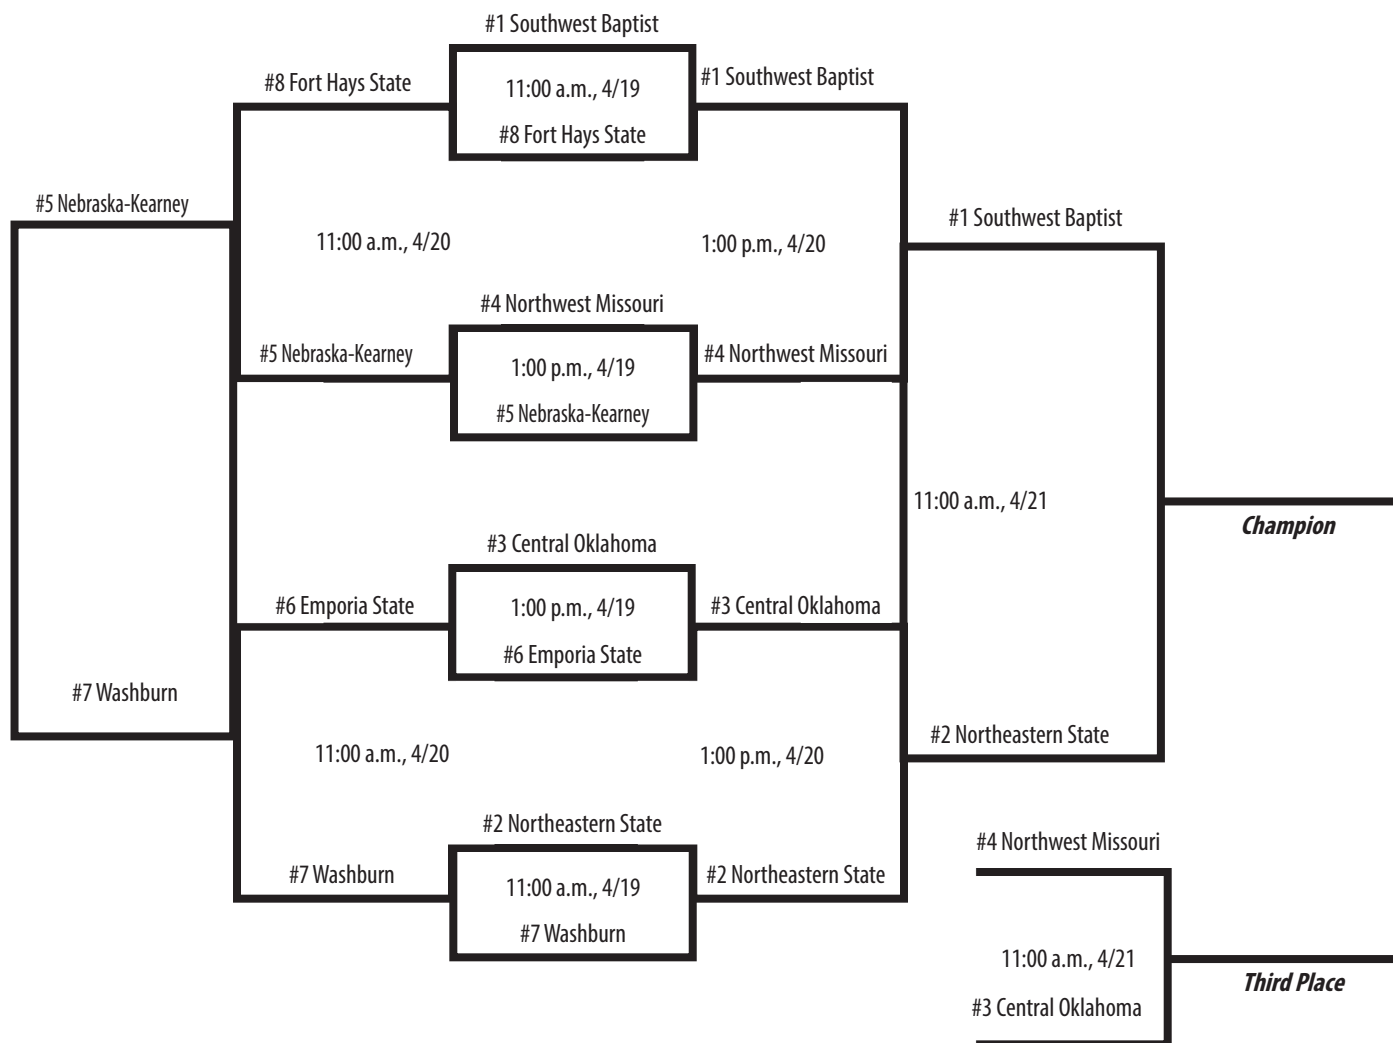 #1 Southwest Baptist
#8 Fort Hays State
11:00 a.m., 4/19
#1 Southwest Baptist
#8 Fort Hays State
#5 Nebraska-Kearney
#1 Southwest Baptist
11:00 a.m., 4/20
1:00 p.m., 4/20
#4 Northwest Missouri
#5 Nebraska-Kearney
1:00 p.m., 4/19
#4 Northwest Missouri
#5 Nebraska-Kearney
11:00 a.m., 4/21
Champion
#3 Central Oklahoma
#6 Emporia State
1:00 p.m., 4/19
#3 Central Oklahoma
#6 Emporia State
#7 Washburn
#2 Northeastern State
11:00 a.m., 4/20
1:00 p.m., 4/20
#2 Northeastern State
#7 Washburn
11:00 a.m., 4/19
#2 Northeastern State
#7 Washburn
#4 Northwest Missouri
11:00 a.m., 4/21
#3 Central Oklahoma
Third Place